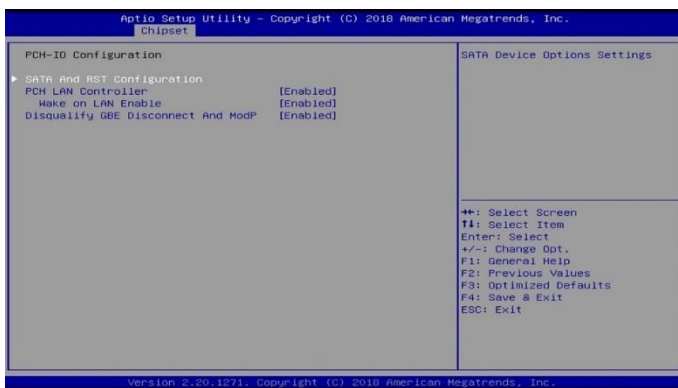 Aptio Setup Utility – Copyright (C) 2018 American Megatrends, Inc.
Chipset
PCH-IO Configuration
SATA Device Options Settings
▶ SATA And RST Configuration
PCH LAN Controller [Enabled]
Wake on LAN Enable [Enabled]
Disqualify GBE Disconnect And ModP [Enabled]
→←: Select Screen
↑↓: Select Item
Enter: Select
+/-: Change Opt.
F1: General Help
F2: Previous Values
F3: Optimized Defaults
F4: Save & Exit
ESC: Exit
Version 2.20.1271. Copyright (C) 2018 American Megatrends, Inc.